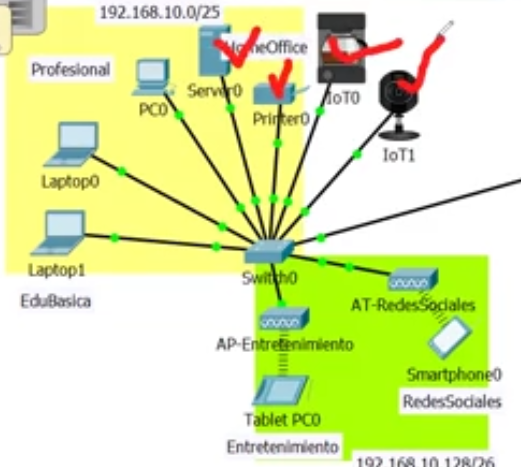 192.168.10.0/25
HomeOffice
Profesional
Server0
PC0
Printer0
IoT0
IoT1
Laptop0
Laptop1
Switch0
EduBasica
AT-RedesSociales
AP-Entretenimiento
Smartphone0
RedesSociales
Tablet PC0
Entretenimiento
192.168.10.128/26